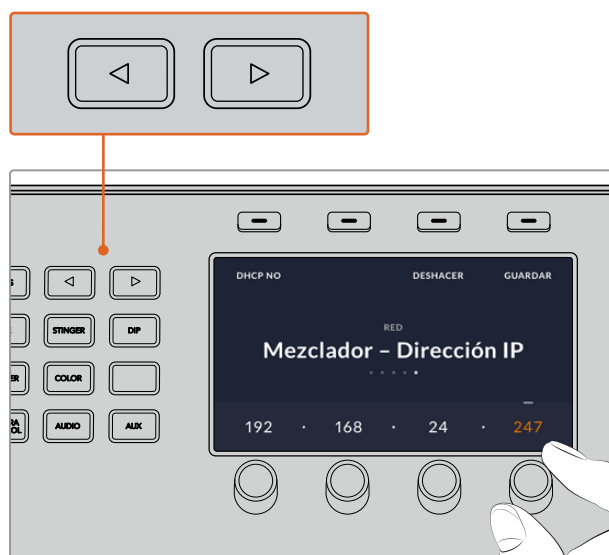 DHCP NO DESHACER GUARDAR
RED
Mezclador – Dirección IP
192 · 168 · 24 · 247
STINGER DIP
COLOR
AUDIO AUX